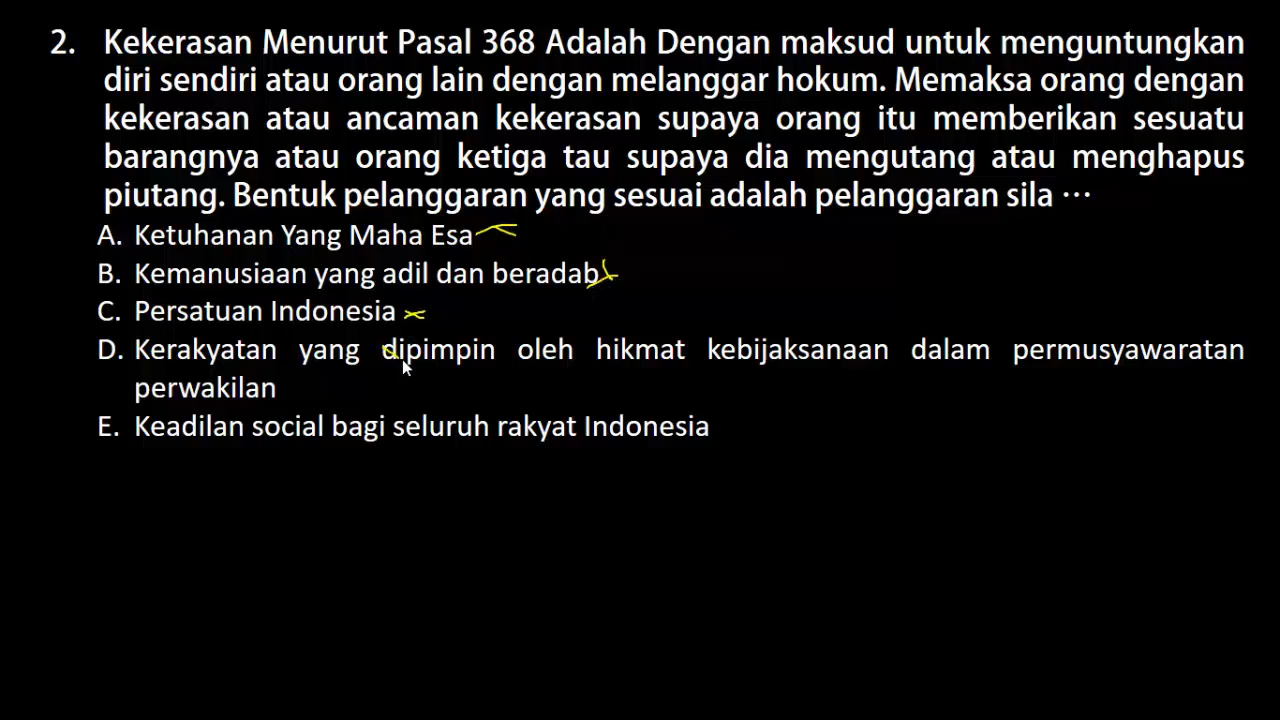 2. Kekerasan Menurut Pasal 368 Adalah Dengan maksud untuk menguntungkan
diri sendiri atau orang lain dengan melanggar hokum. Memaksa orang dengan
kekerasan atau ancaman kekerasan supaya orang itu memberikan sesuatu
barangnya atau orang ketiga tau supaya dia mengutang atau menghapus
piutang. Bentuk pelanggaran yang sesuai adalah pelanggaran sila ⋯
A. Ketuhanan Yang Maha Esa
B. Kemanusiaan yang adil dan beradab
C. Persatuan Indonesia
D. Kerakyatan yang dipimpin oleh hikmat kebijaksanaan dalam permusyawaratan
perwakilan
E. Keadilan social bagi seluruh rakyat Indonesia